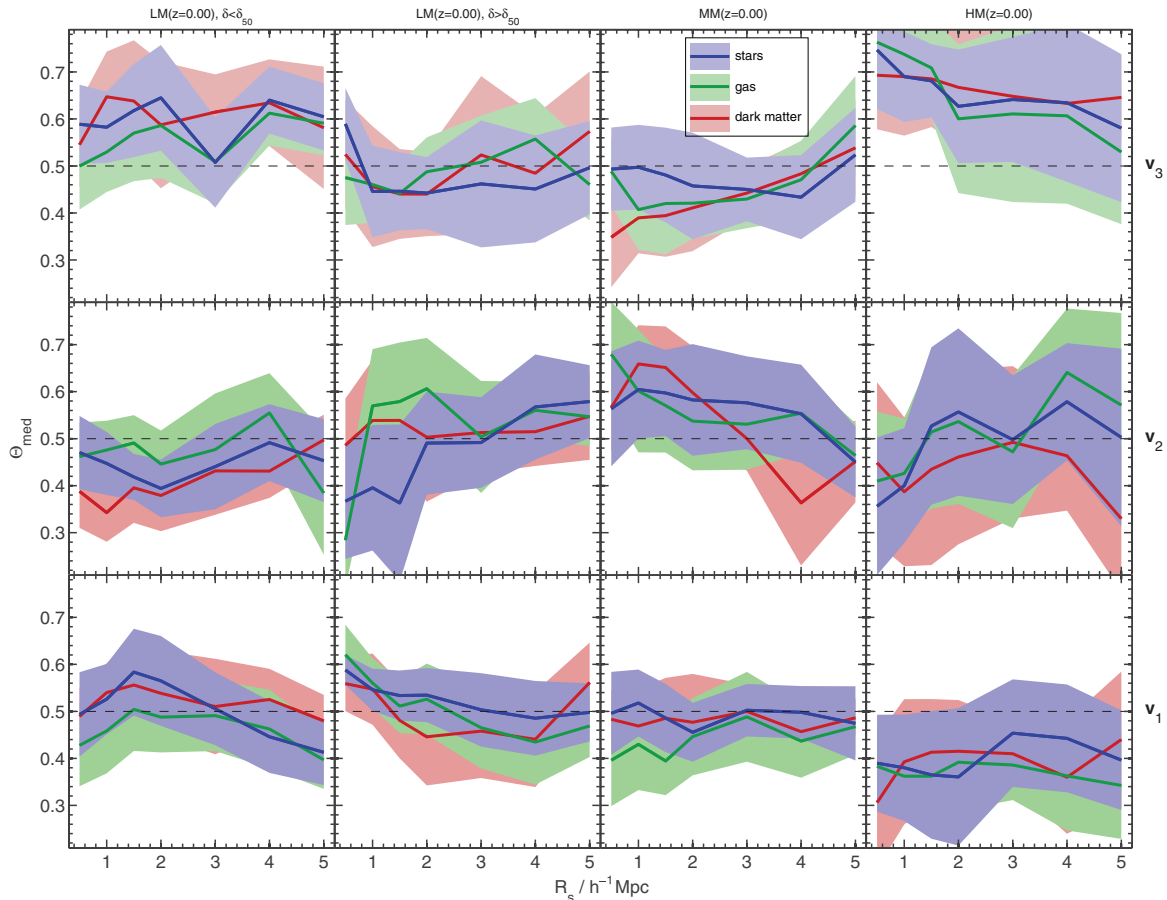 LM(z=0.00), δ<δ50
LM(z=0.00), δ>δ50
MM(z=0.00)
HM(z=0.00)
stars
gas
dark matter
0.7
0.6
0.5
0.4
0.3
v3
0.7
0.6
0.5
0.4
0.3
Θmed
v2
0.7
0.6
0.5
0.4
0.3
v1
1 2 3 4 5
1 2 3 4 5
1 2 3 4 5
1 2 3 4 5
Rs / h⁻¹ Mpc